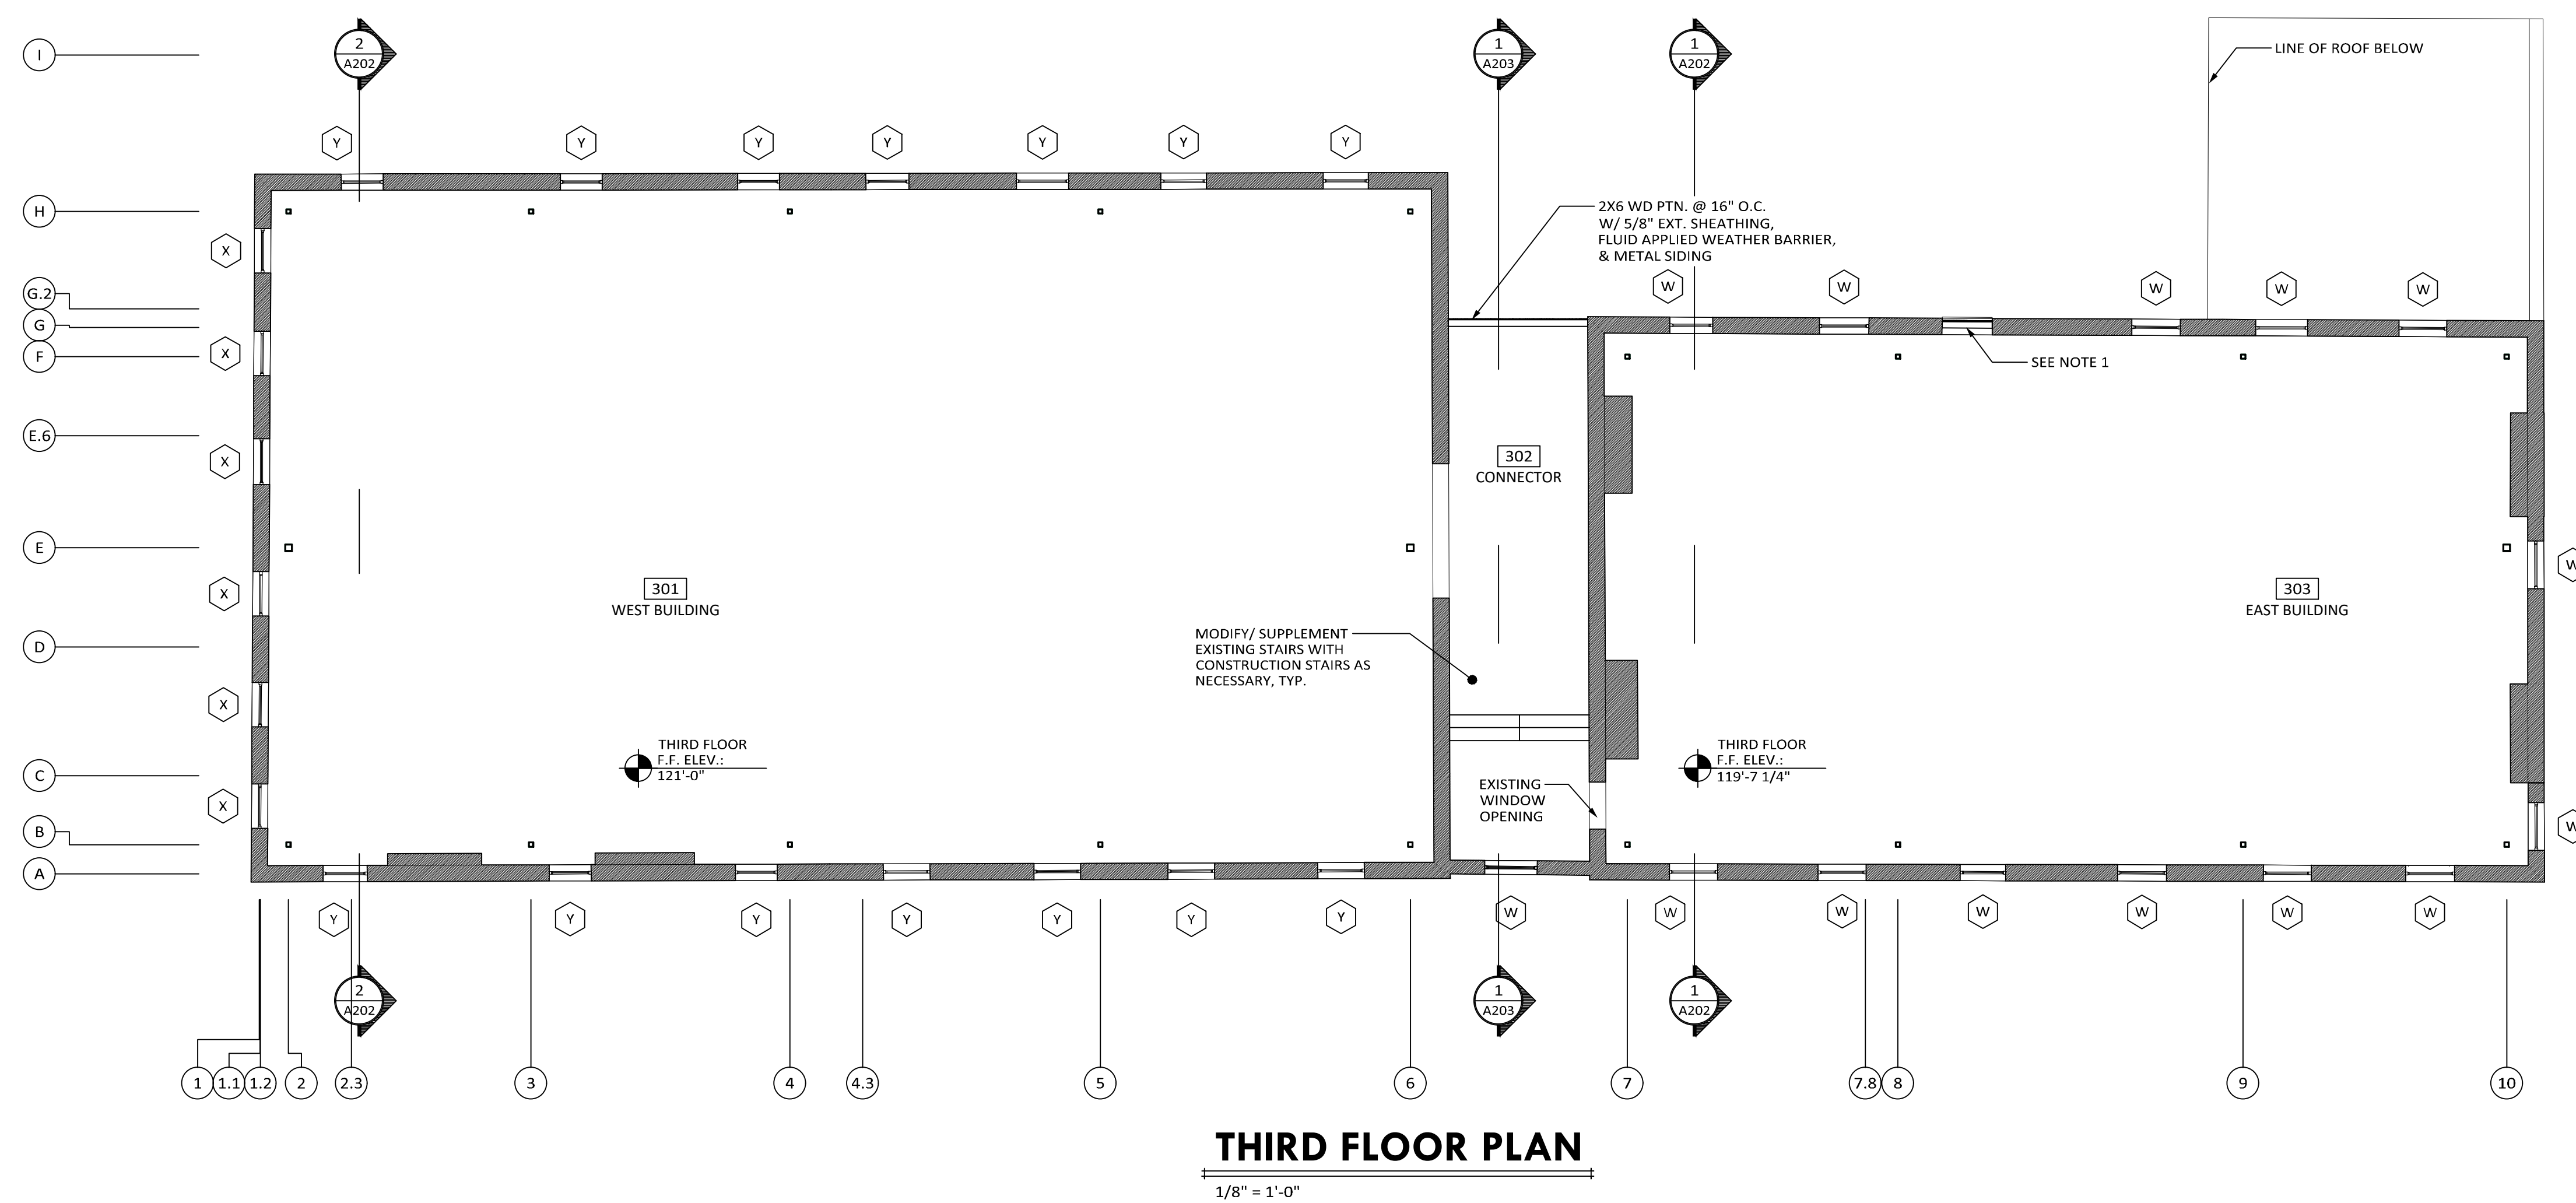 I
2
A202
1
A203
1
A202
LINE OF ROOF BELOW
Y
Y
Y
Y
Y
Y
Y
H
2X6 WD PTN. @ 16" O.C.
W/ 5/8" EXT. SHEATHING,
FLUID APPLIED WEATHER BARRIER,
& METAL SIDING
X
G.2
W
W
W
W
W
G
F
X
SEE NOTE 1
E.6
X
302
CONNECTOR
E
W
X
301
WEST BUILDING
303
EAST BUILDING
D
MODIFY/ SUPPLEMENT
EXISTING STAIRS WITH
CONSTRUCTION STAIRS AS
NECESSARY, TYP.
X
C
THIRD FLOOR
F.F. ELEV.:
121'-0"
THIRD FLOOR
F.F. ELEV.:
119'-7 1/4"
X
EXISTING
WINDOW
OPENING
B
W
A
Y
Y
Y
Y
Y
Y
Y
W
W
W
W
W
W
W
2
A202
1
A203
1
A202
1
1.1
1.2
2
2.3
3
4
4.3
5
6
7
7.8
8
9
10
THIRD FLOOR PLAN
1/8" = 1'-0"